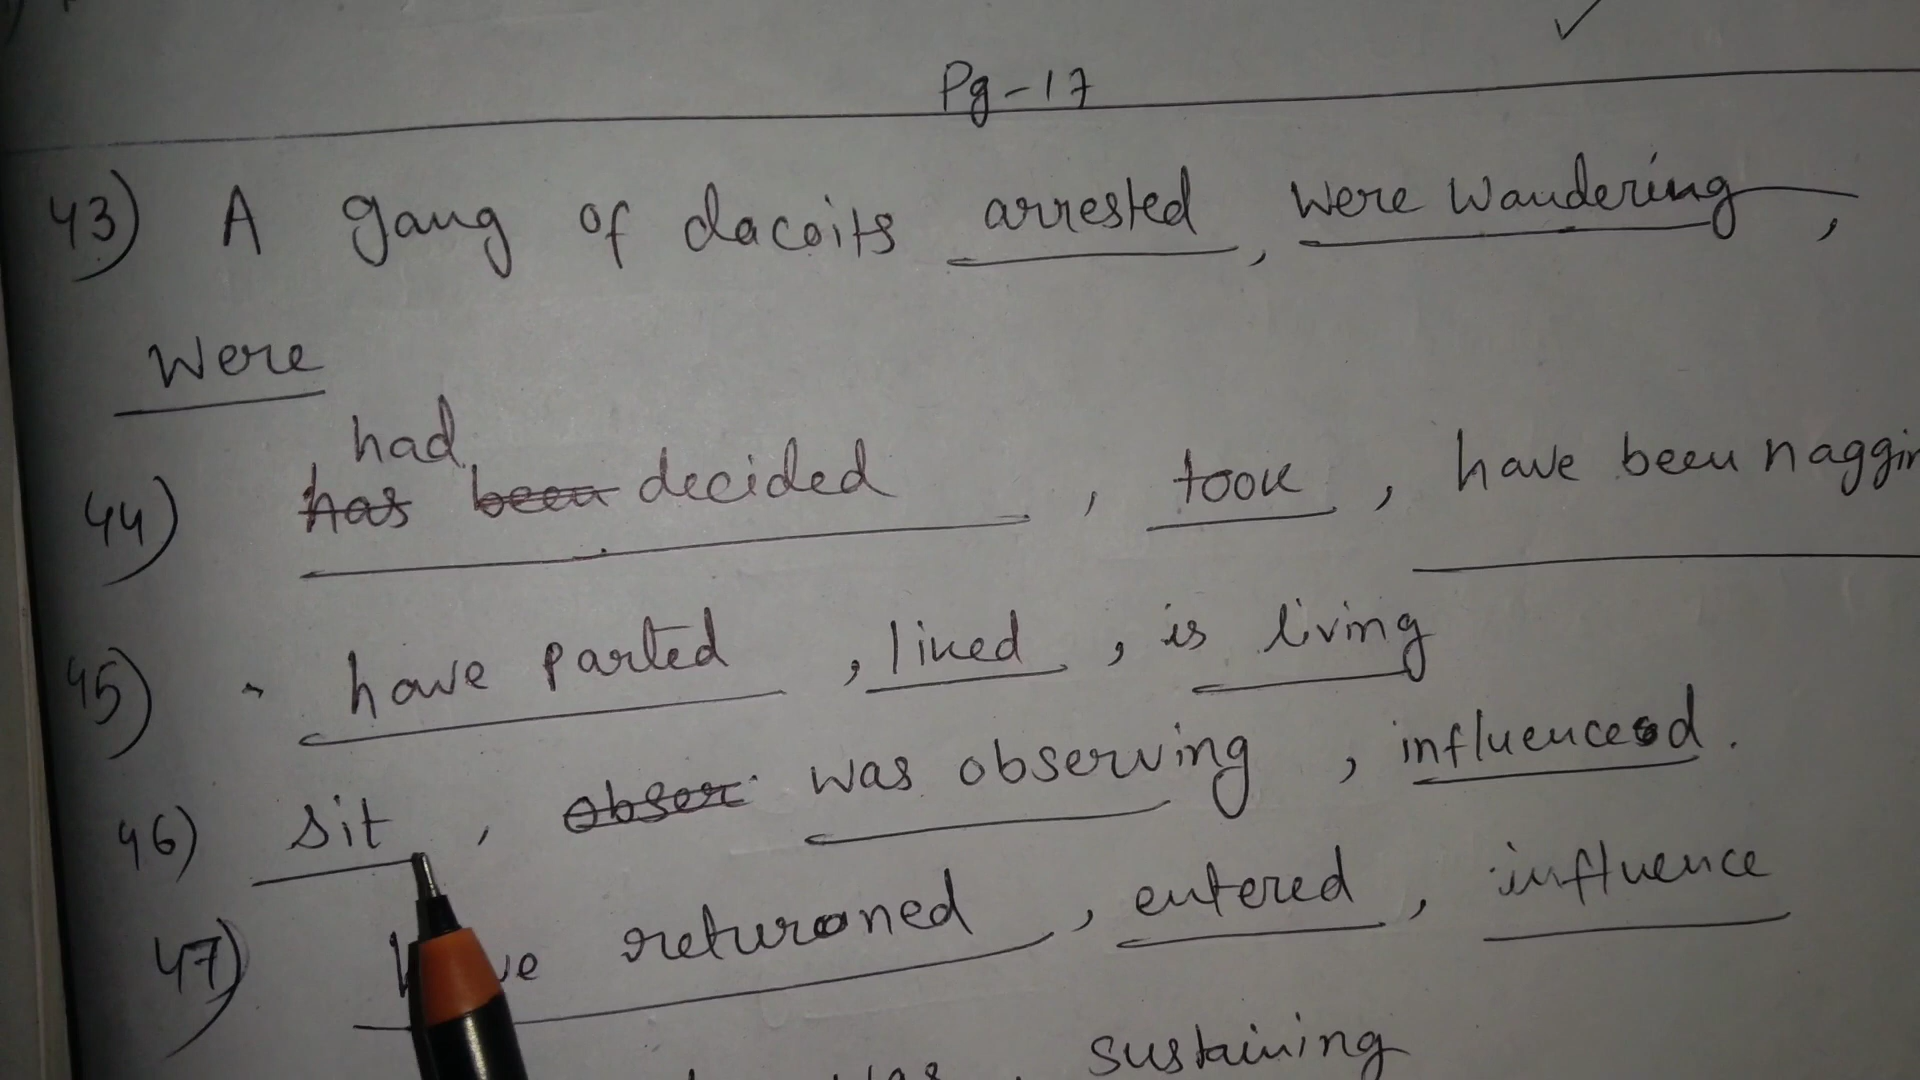 Pg-17
43) A gang of dacoits arrested, were wandering,
were
had
44) has been decided, took, have been naggin
45) have parted, lived, is living
46) sit, obser was observing, influenced.
47) returned, entered, influence
sustaining